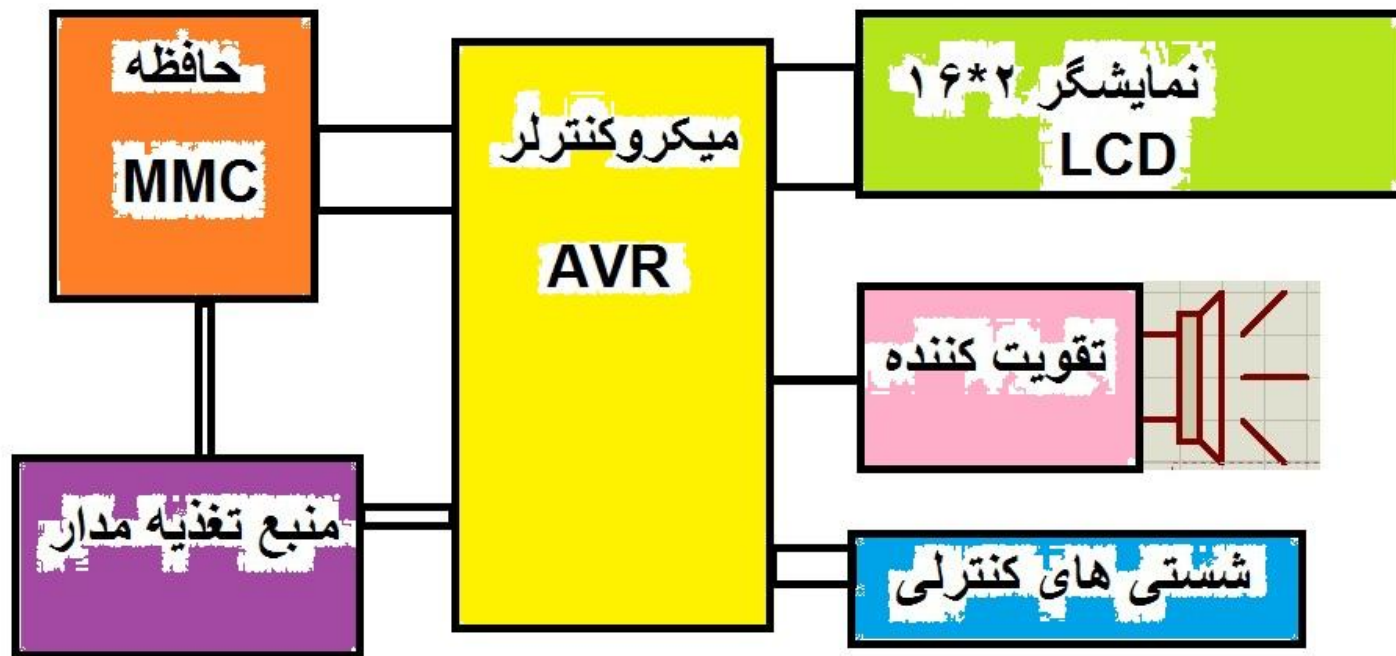 حافظه
MMC
میکروکنترلر
AVR
نمایشگر ۲*۱۶
LCD
تقویت کننده
منبع تغذیه مدار
شستی های کنترلی